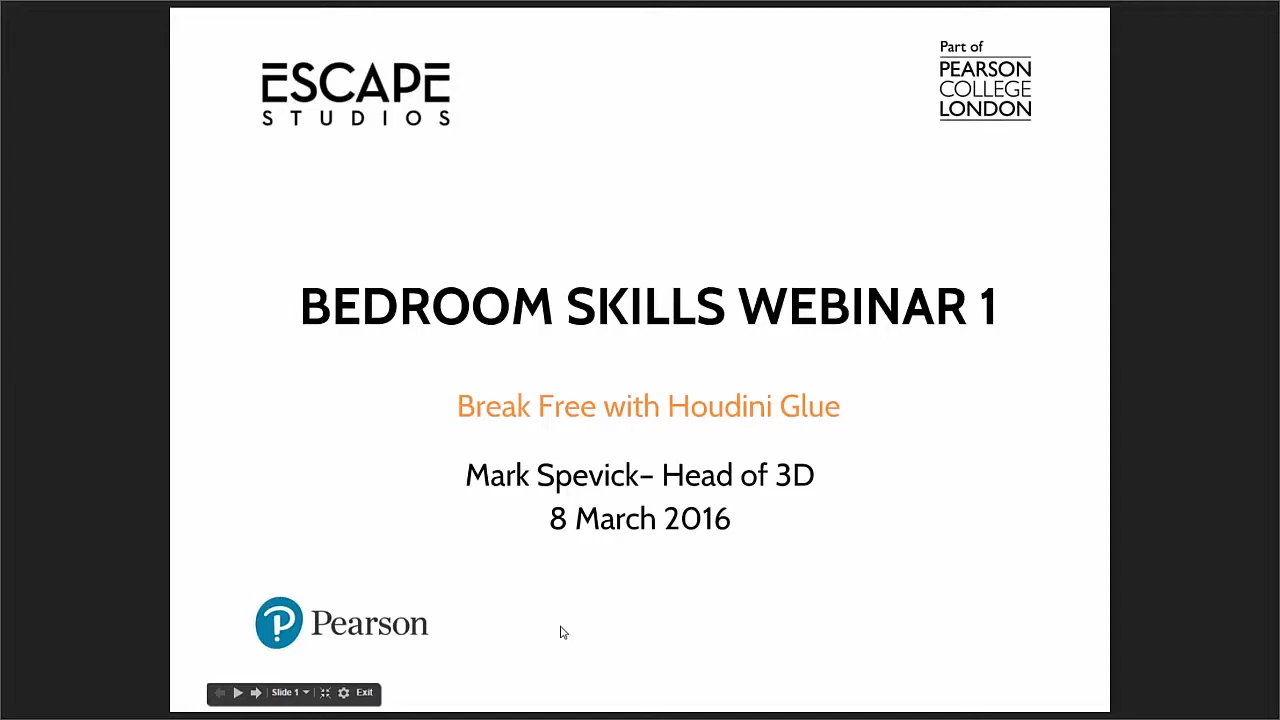 ESCAPE
STUDIOS
Part of
PEARSON
COLLEGE
LONDON
BEDROOM SKILLS WEBINAR 1
Break Free with Houdini Glue
Mark Spevick– Head of 3D
8 March 2016
Pearson
Slide 1 Exit